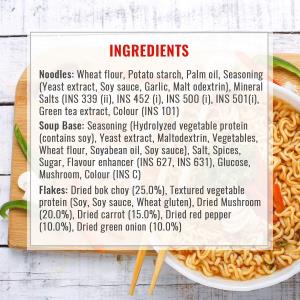 INGREDIENTS
Noodles: Wheat flour, Potato starch, Palm oil, Seasoning
(Yeast extract, Soy sauce, Garlic, Malt odextrin), Mineral
Salts (INS 339 (ii), INS 452 (i), INS 500 (i), INS 501(i),
Green tea extract, Colour (INS 101)
Soup Base: Seasoning (Hydrolyzed vegetable protein
(contains soy), Yeast extract, Maltodextrin, Vegetables,
Wheat flour, Soyabean oil, Soy sauce), Salt, Spices,
Sugar, Flavour enhancer (INS 627, INS 631), Glucose,
Mushroom, Colour (INS C)
Flakes: Dried bok choy (25.0%), Textured vegetable
protein (Soy, Soy sauce, Wheat gluten), Dried Mushroom
(20.0%), Dried carrot (15.0%), Dried red pepper
(10.0%), Dried green onion (10.0%)